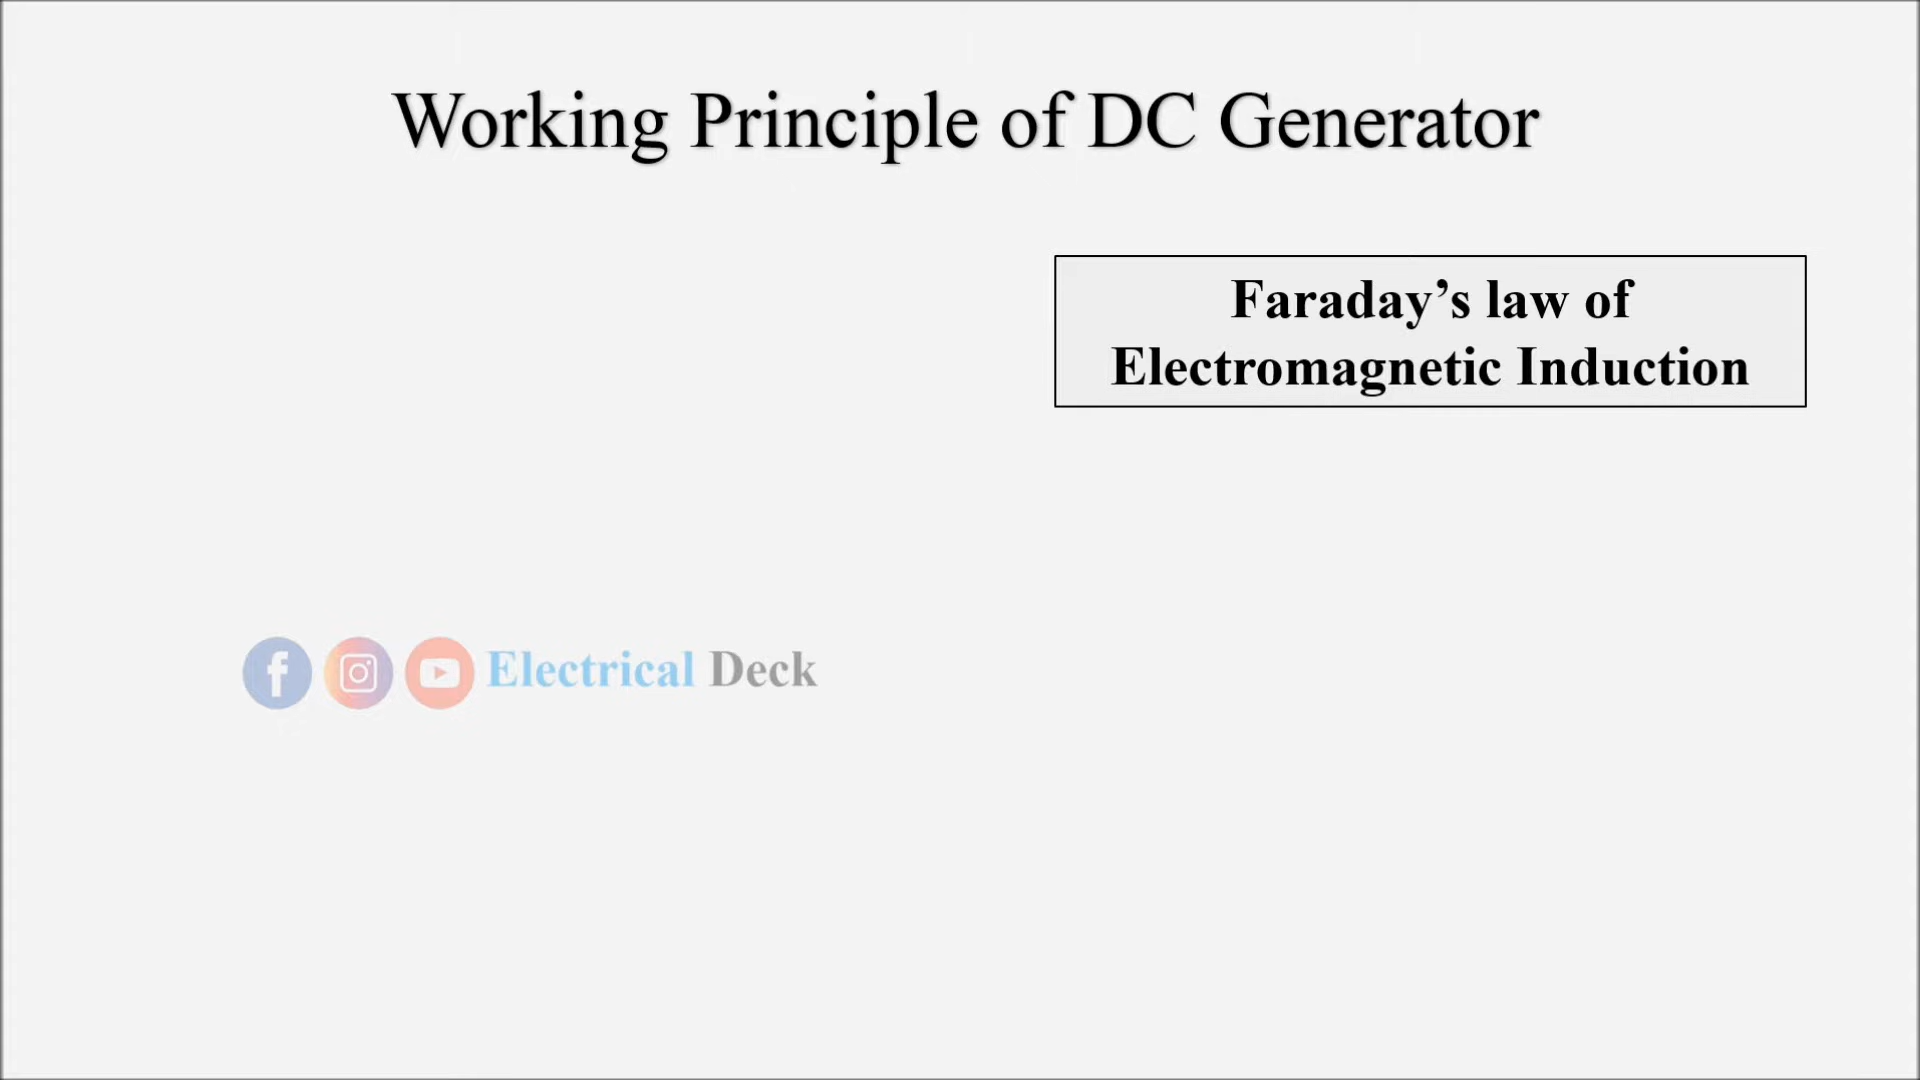 Working Principle of DC Generator
Faraday’s law of
Electromagnetic Induction
Electrical Deck